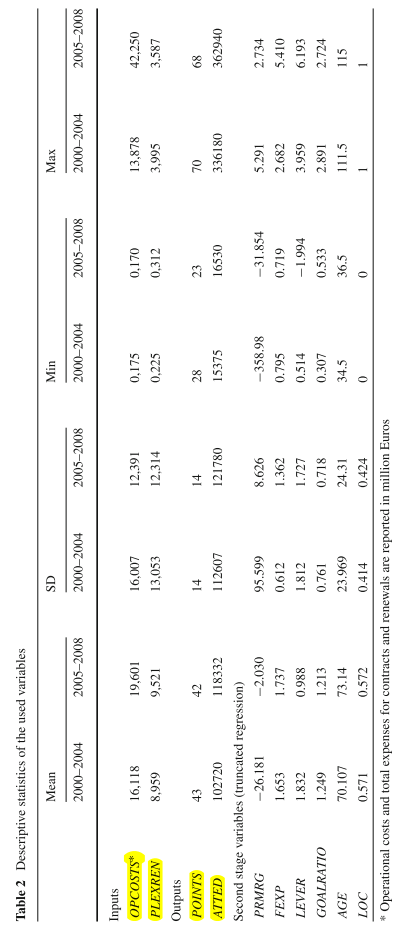 Table 2 Descriptive statistics of the used variables
Mean SD Min Max
2000–2004 2005–2008 2000–2004 2005–2008 2000–2004 2005–2008 2000–2004 2005–2008
Inputs
OPCOSTS* 16,118 19,601 16,007 12,391 0,175 0,170 13,878 42,250
PLEXREN 8,959 9,521 13,053 12,314 0,225 0,312 3,995 3,587
Outputs
POINTS 43 42 14 14 28 23 70 68
ATTED 102720 118332 112607 121780 15375 16530 336180 362940
Second stage variables (truncated regression)
PRMRG −26.181 −2.030 95.599 8.626 −358.98 −31.854 5.291 2.734
FEXP 1.653 1.737 0.612 1.362 0.795 0.719 2.682 5.410
LEVER 1.832 0.988 1.812 1.727 0.514 −1.994 3.959 6.193
GOALRATIO 1.249 1.213 0.761 0.718 0.307 0.533 2.891 2.724
AGE 70.107 73.14 23.969 24.31 34.5 36.5 111.5 115
LOC 0.571 0.572 0.414 0.424 0 0 1 1
* Operational costs and total expenses for contracts and renewals are reported in million Euros